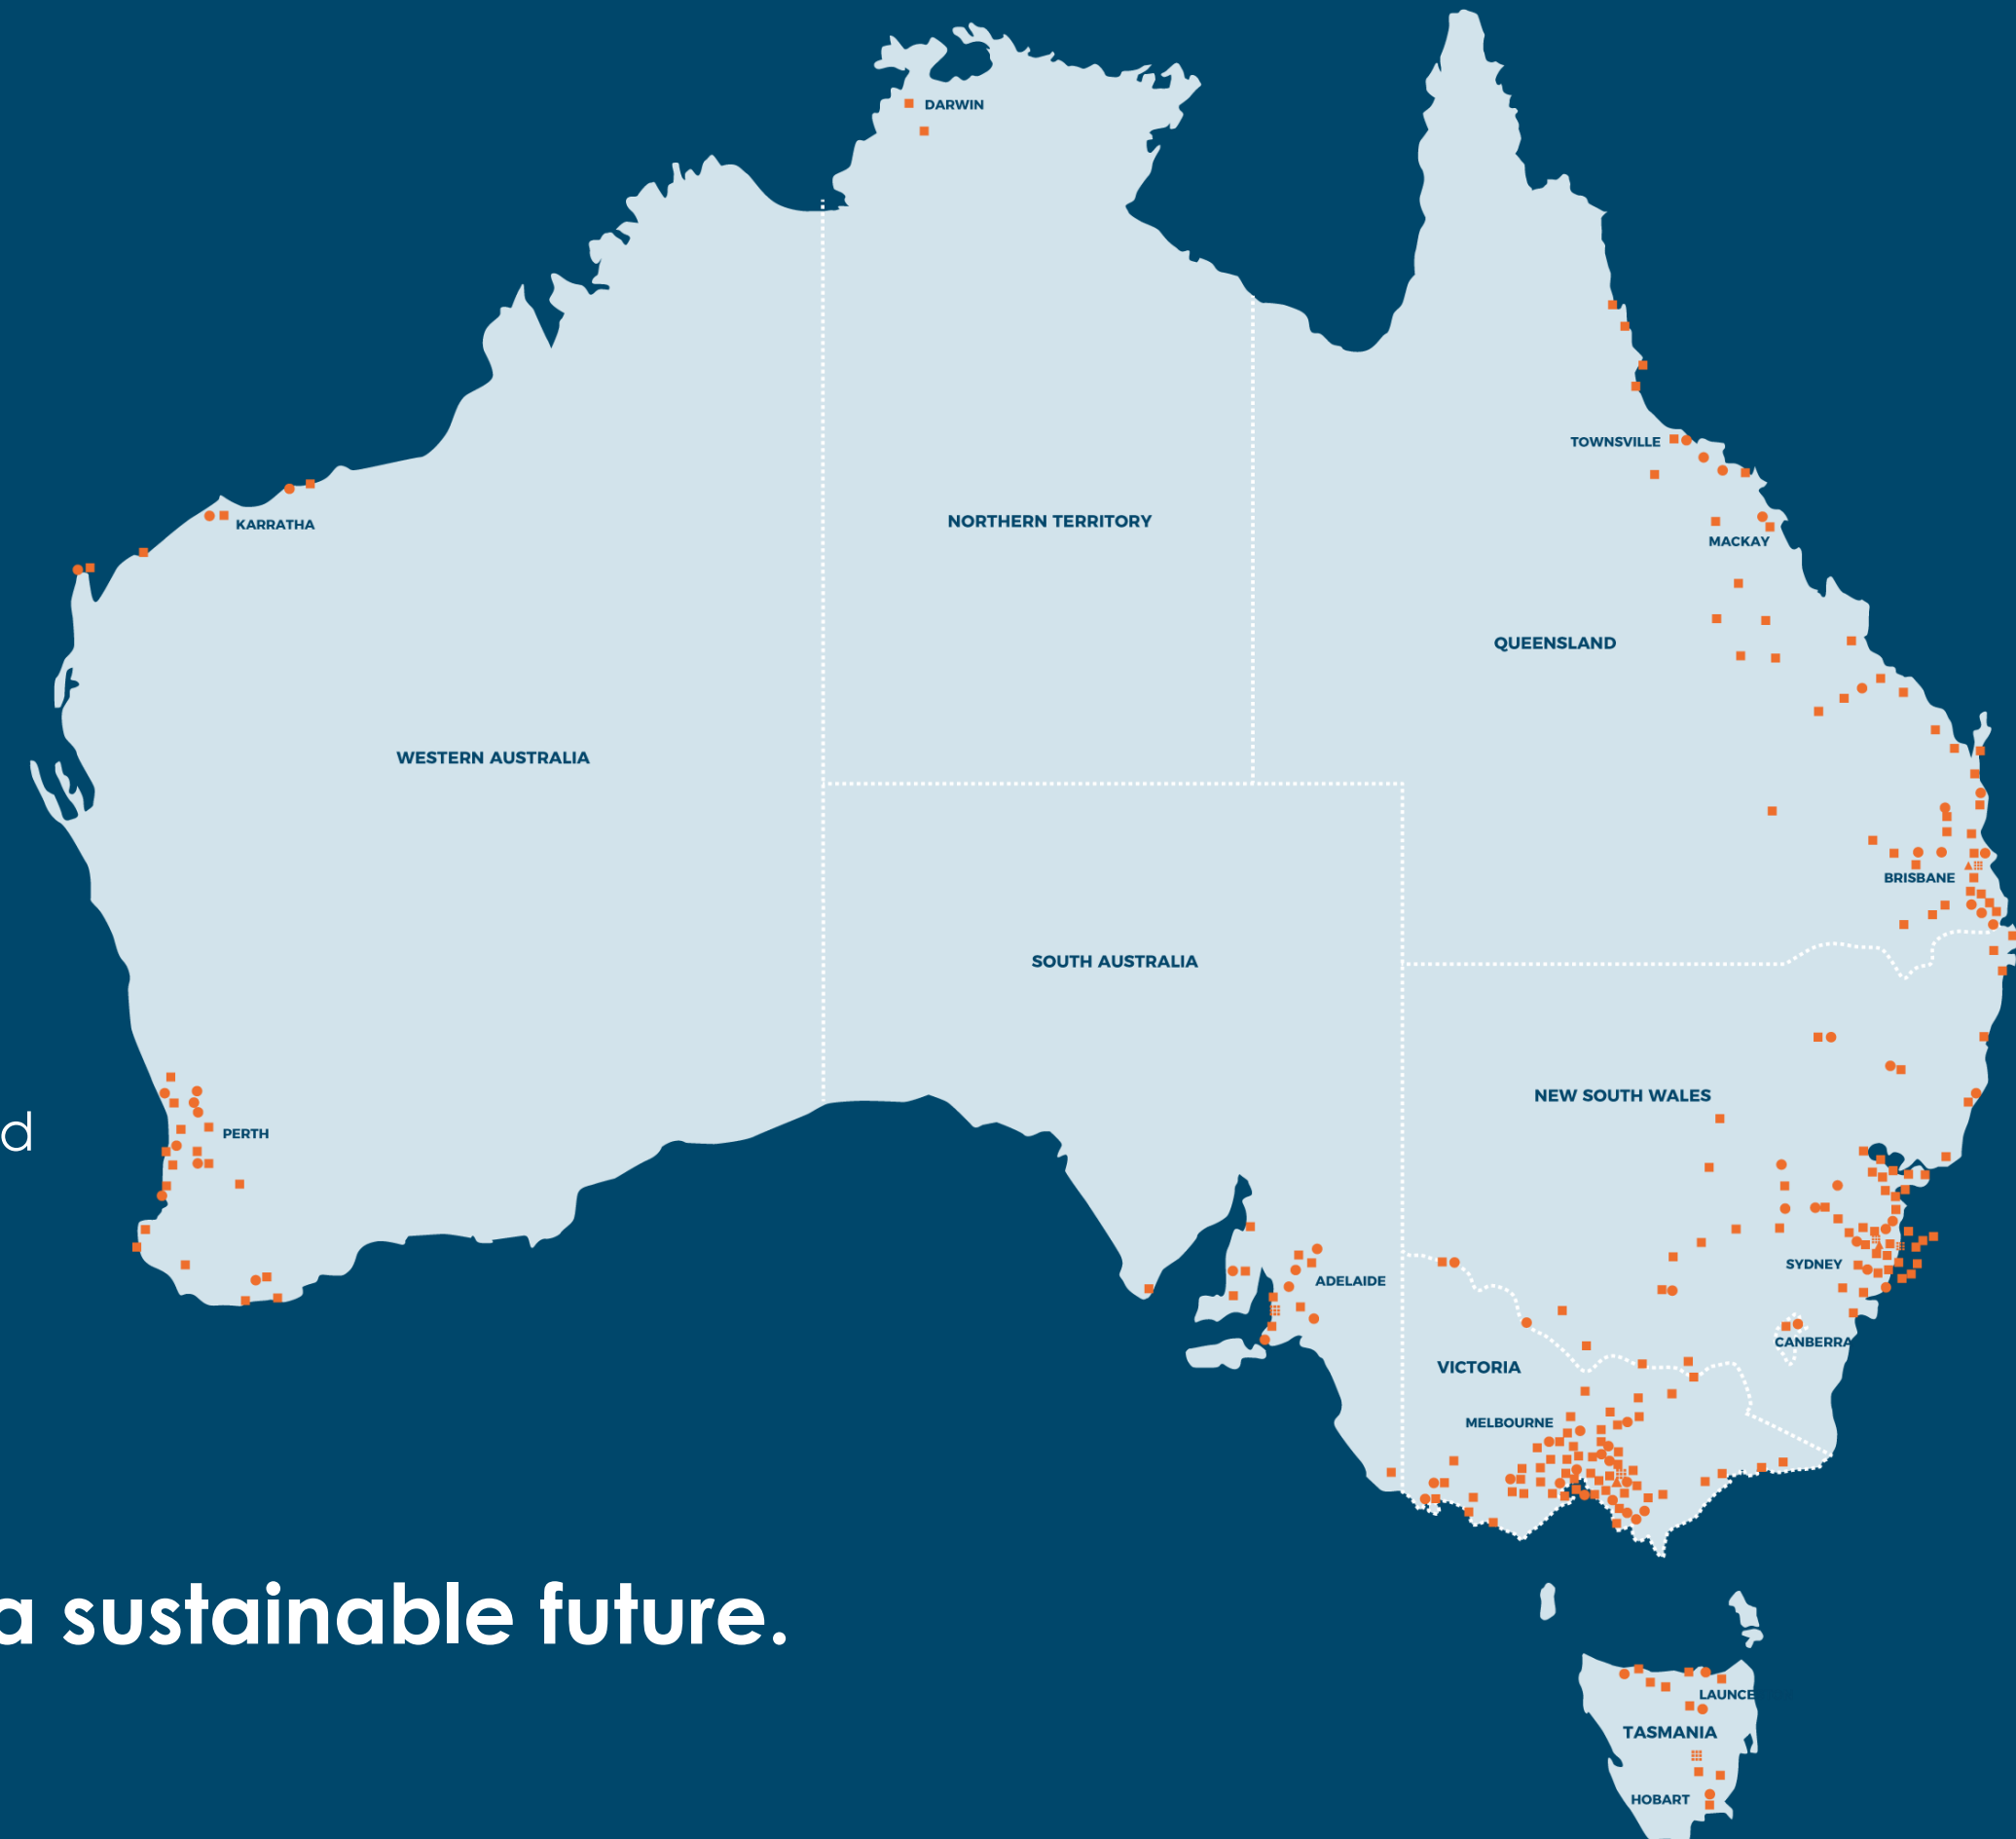 DARWIN
TOWNSVILLE
KARRATHA
NORTHERN TERRITORY
MACKAY
QUEENSLAND
WESTERN AUSTRALIA
BRISBANE
SOUTH AUSTRALIA
NEW SOUTH WALES
d
PERTH
SYDNEY
ADELAIDE
CANBERRA
VICTORIA
MELBOURNE
a sustainable future.
LAUNCE
TASMANIA
HOBART